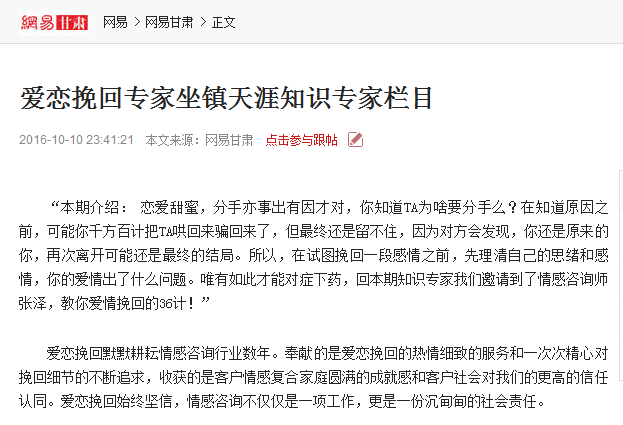 網易甘肃 网易 > 网易甘肃 > 正文
爱恋挽回专家坐镇天涯知识专家栏目
2016-10-10 23:41:21 本文来源：网易甘肃 点击参与跟帖
“本期介绍： 恋爱甜蜜，分手亦事出有因才对，你知道TA为啥要分手么？在知道原因之
前，可能你千方百计把TA哄回来骗回来了，但最终还是留不住，因为对方会发现，你还是原来的
你，再次离开可能还是最终的结局。所以，在试图挽回一段感情之前，先理清自己的思绪和感
情，你的爱情出了什么问题。唯有如此才能对症下药，回本期知识专家我们邀请到了情感咨询师
张泽，教你爱情挽回的36计！”
爱恋挽回默默耕耘情感咨询行业数年。奉献的是爱恋挽回的热情细致的服务和一次次精心对
挽回细节的不断追求，收获的是客户情感复合家庭圆满的成就感和客户社会对我们的更高的信任
认同。爱恋挽回始终坚信，情感咨询不仅仅是一项工作，更是一份沉甸甸的社会责任。